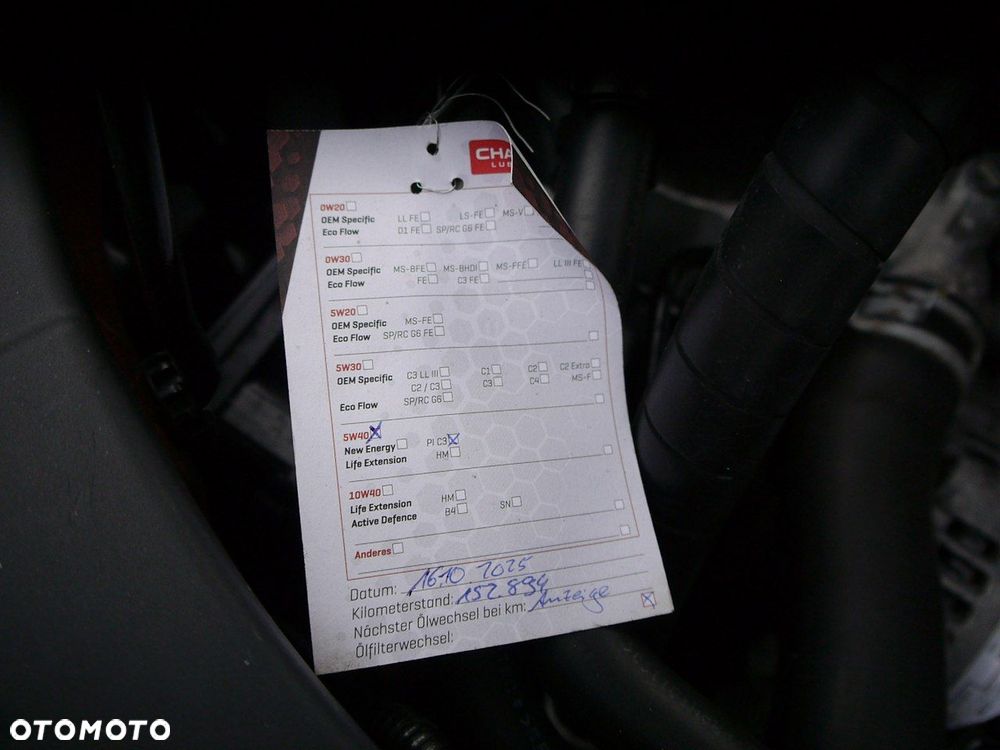 CHA
LUB
0W20
OEM Specific LL FE LS-FE MS-V
Eco Flow D1 FE SP/RC G6 FE
0W30
OEM Specific MS-BFE MS-BHDI MS-FFE LL III FE
Eco Flow FE C3 FE
5W20
OEM Specific MS-FE
Eco Flow SP/RC G6 FE
5W30
OEM Specific C3 LL III C1 C2 C2 Extra
C2 / C3 C3 C4 MS-F
Eco Flow SP/RC G6
5W40
New Energy PI C3
Life Extension HM
10W40
Life Extension HM SN
Active Defence B4
Anderes
Datum: 16.10.2025
Kilometerstand: 152.894
Nächster Ölwechsel bei km: Anzeige
Ölfilterwechsel:
OTOMOTO